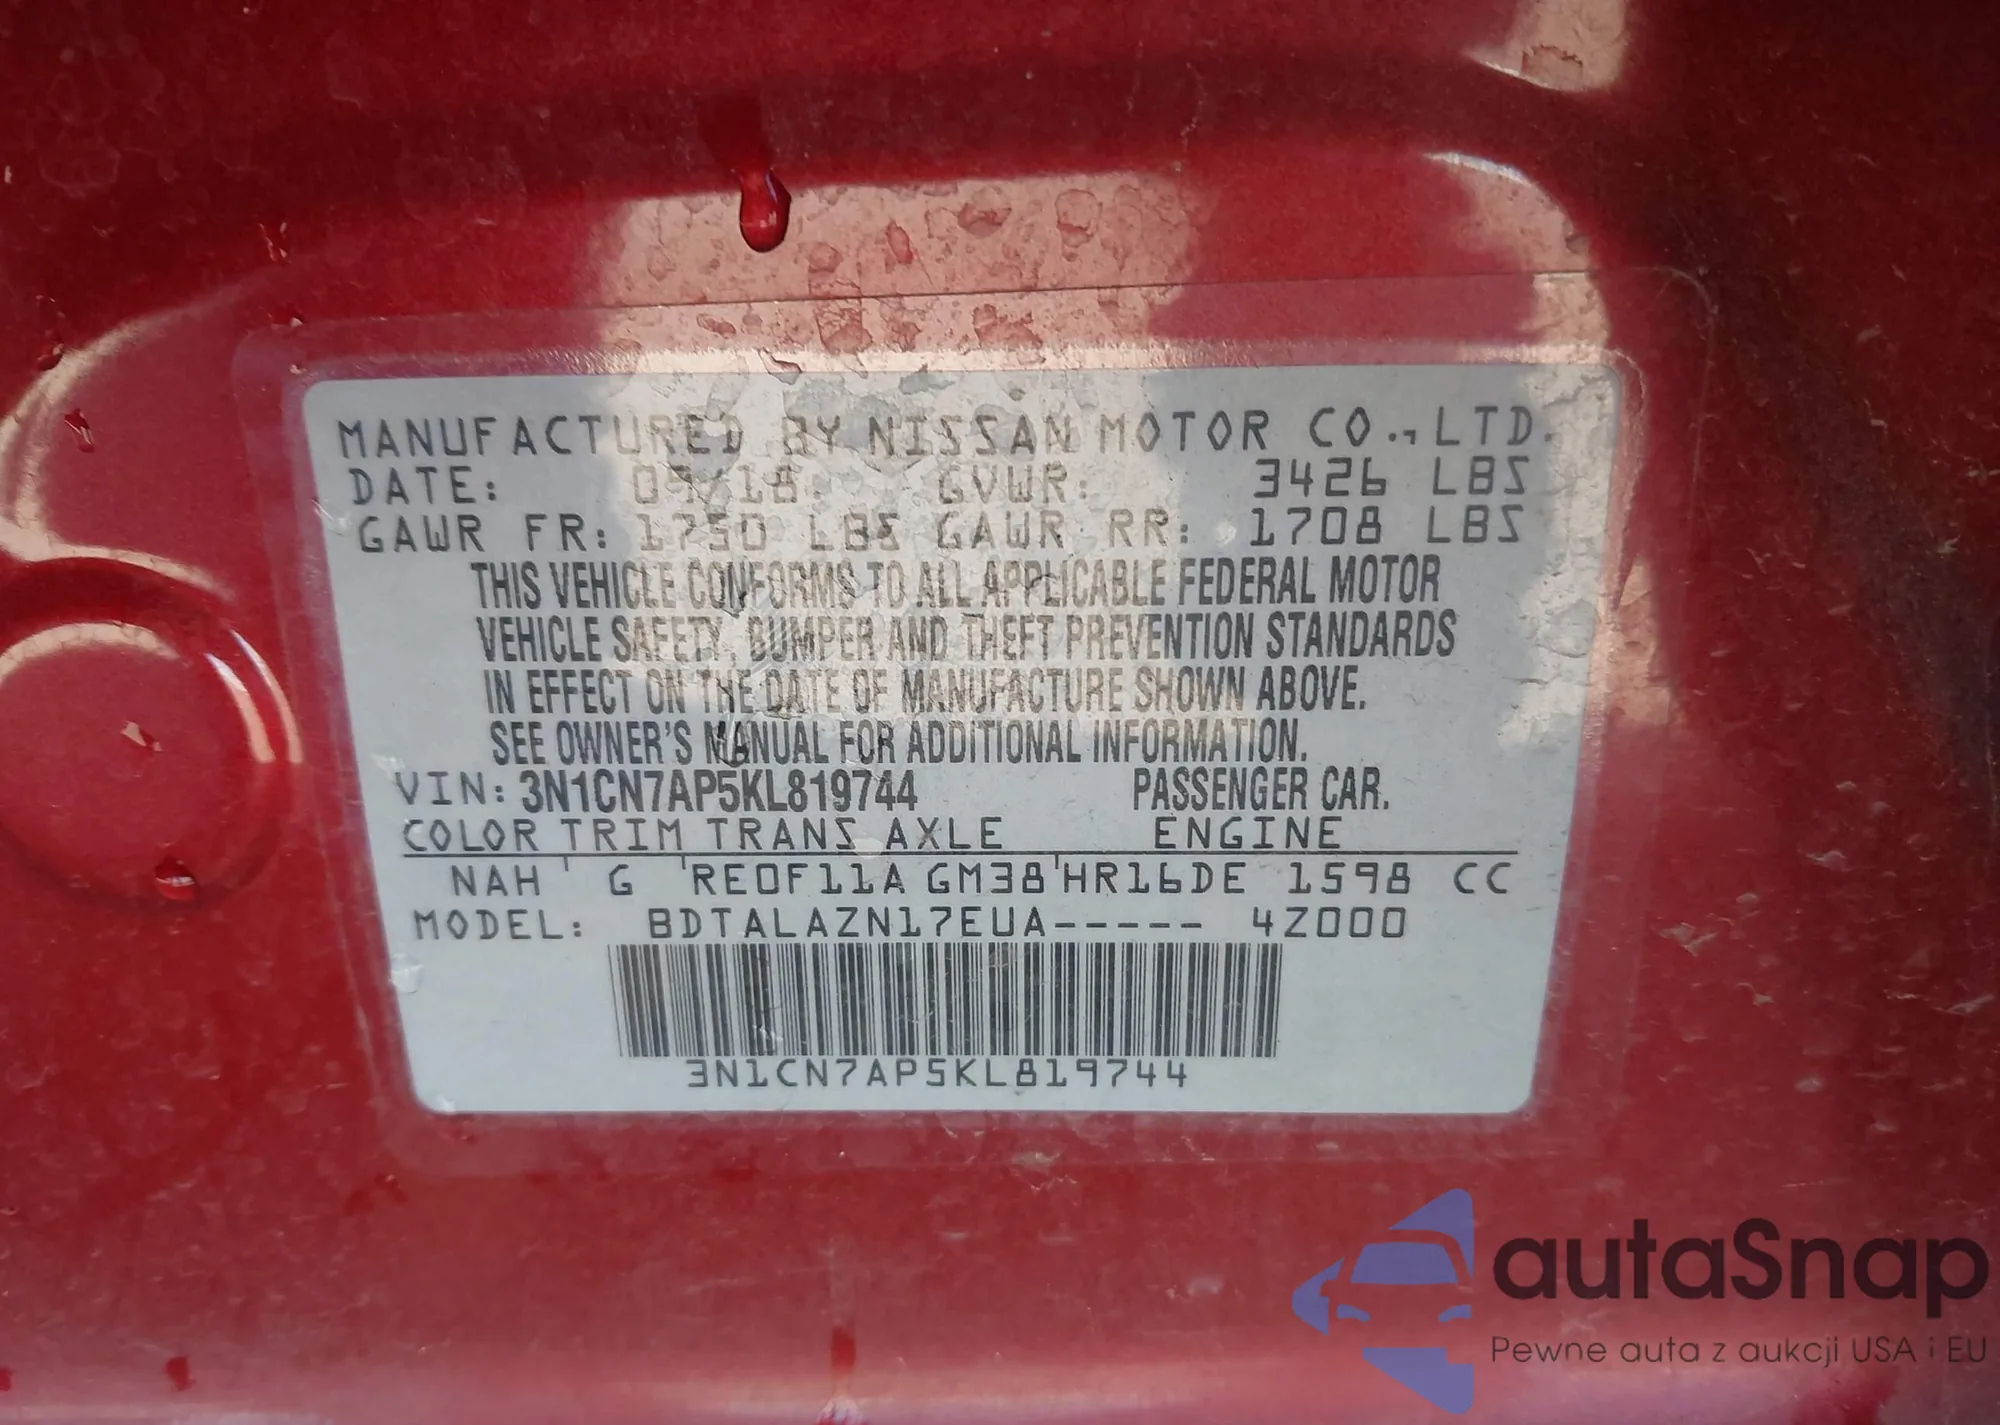 MANUFACTURED BY NISSAN MOTOR CO., LTD.
DATE: 09/18 GVWR: 3426 LBS
GAWR FR: 1750 LBS GAWR RR: 1708 LBS
THIS VEHICLE CONFORMS TO ALL APPLICABLE FEDERAL MOTOR
VEHICLE SAFETY, BUMPER AND THEFT PREVENTION STANDARDS
IN EFFECT ON THE DATE OF MANUFACTURE SHOWN ABOVE.
SEE OWNER'S MANUAL FOR ADDITIONAL INFORMATION.
VIN: 3N1CN7AP5KL819744 PASSENGER CAR.
COLOR TRIM TRANS AXLE ENGINE
NAH ' G 'RE0F11A GM38'HR16DE 1598 CC
MODEL: BDTALAZN17EUA----- 4Z000
3N1CN7AP5KL819744
autaSnap
Pewne auta z aukcji USA i EU